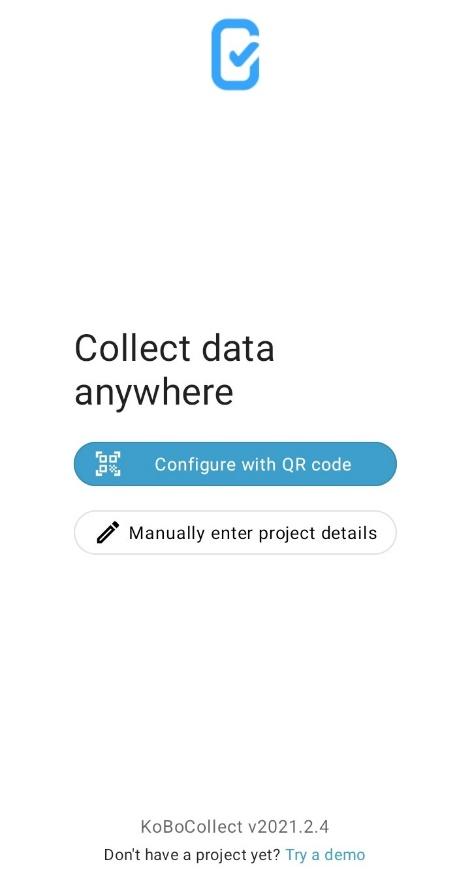 Collect data
anywhere
Configure with QR code
Manually enter project details
KoBoCollect v2021.2.4
Don't have a project yet? Try a demo